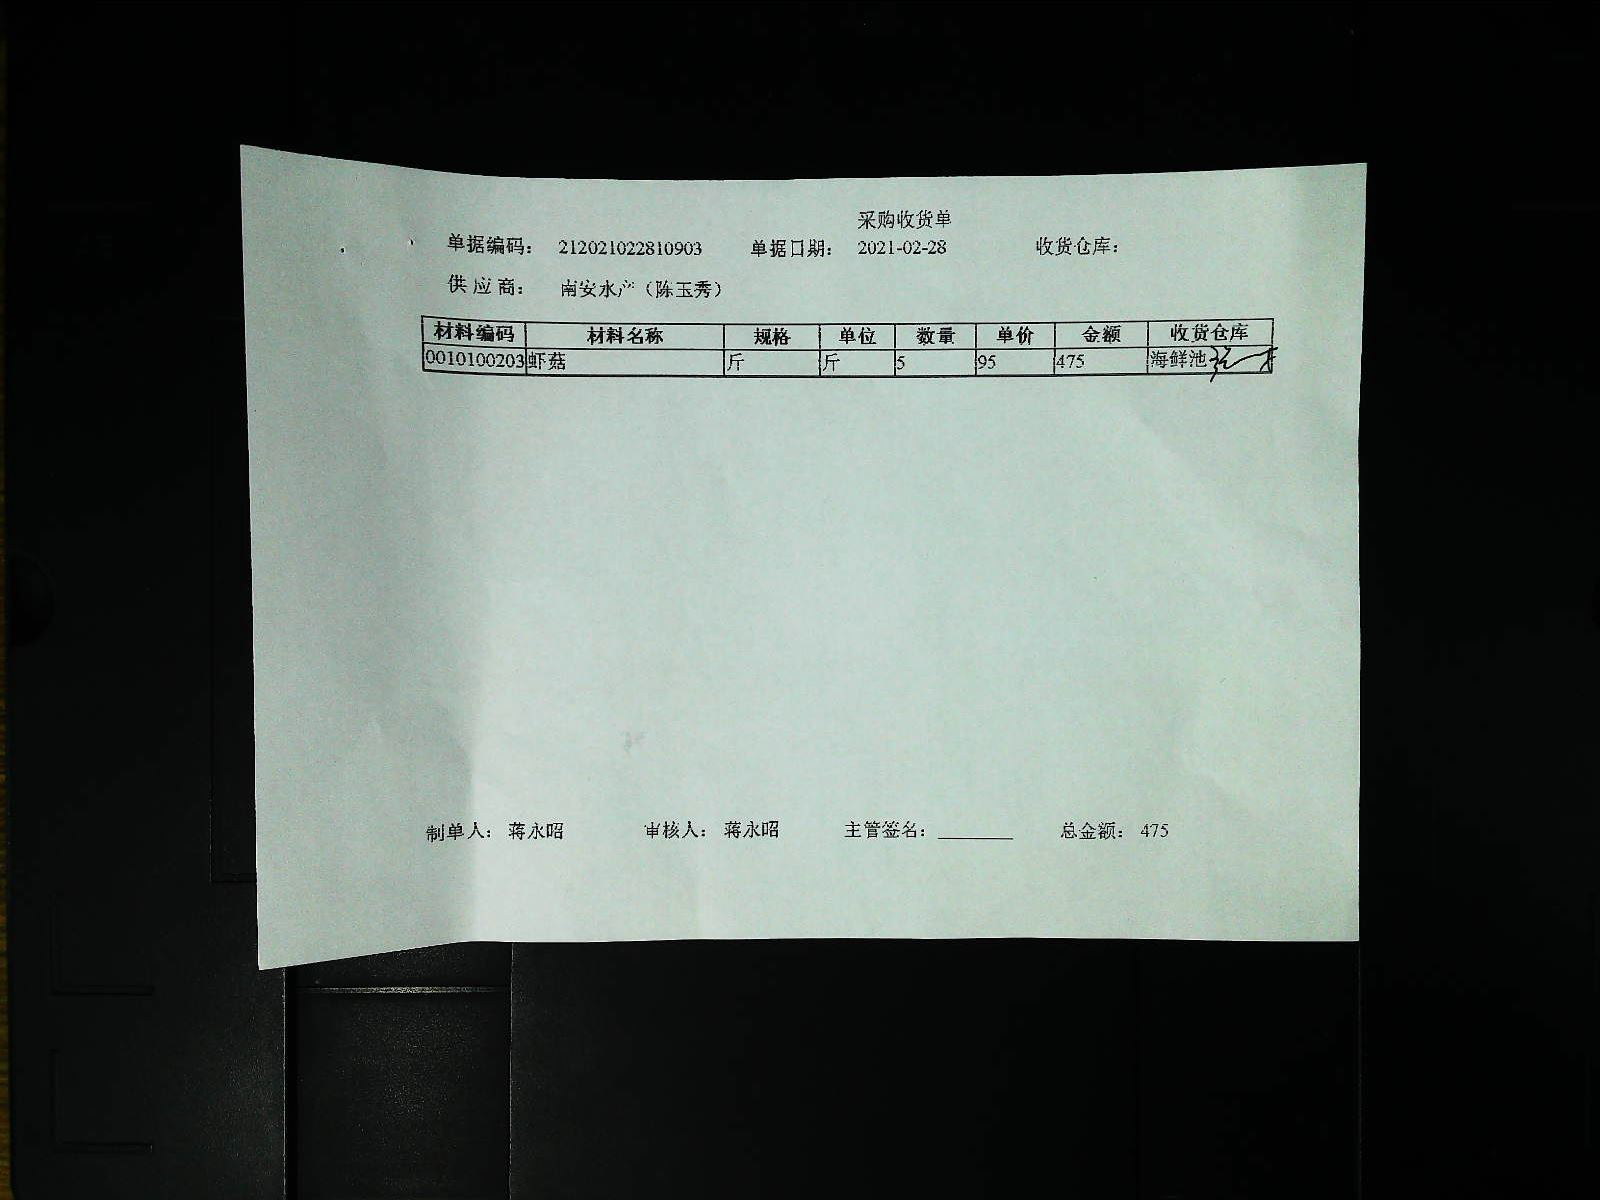 采购收货单
单据编码： 212021022810903 单据日期： 2021-02-28 收货仓库：
供应商： 南安水产（陈玉秀）
材料编码 材料名称 规格 单位 数量 单价 金额 收货仓库
0010100203 虾菇 斤 斤 5 95 475 海鲜池
制单人： 蒋永昭 审核人： 蒋永昭 主管签名： 总金额： 475